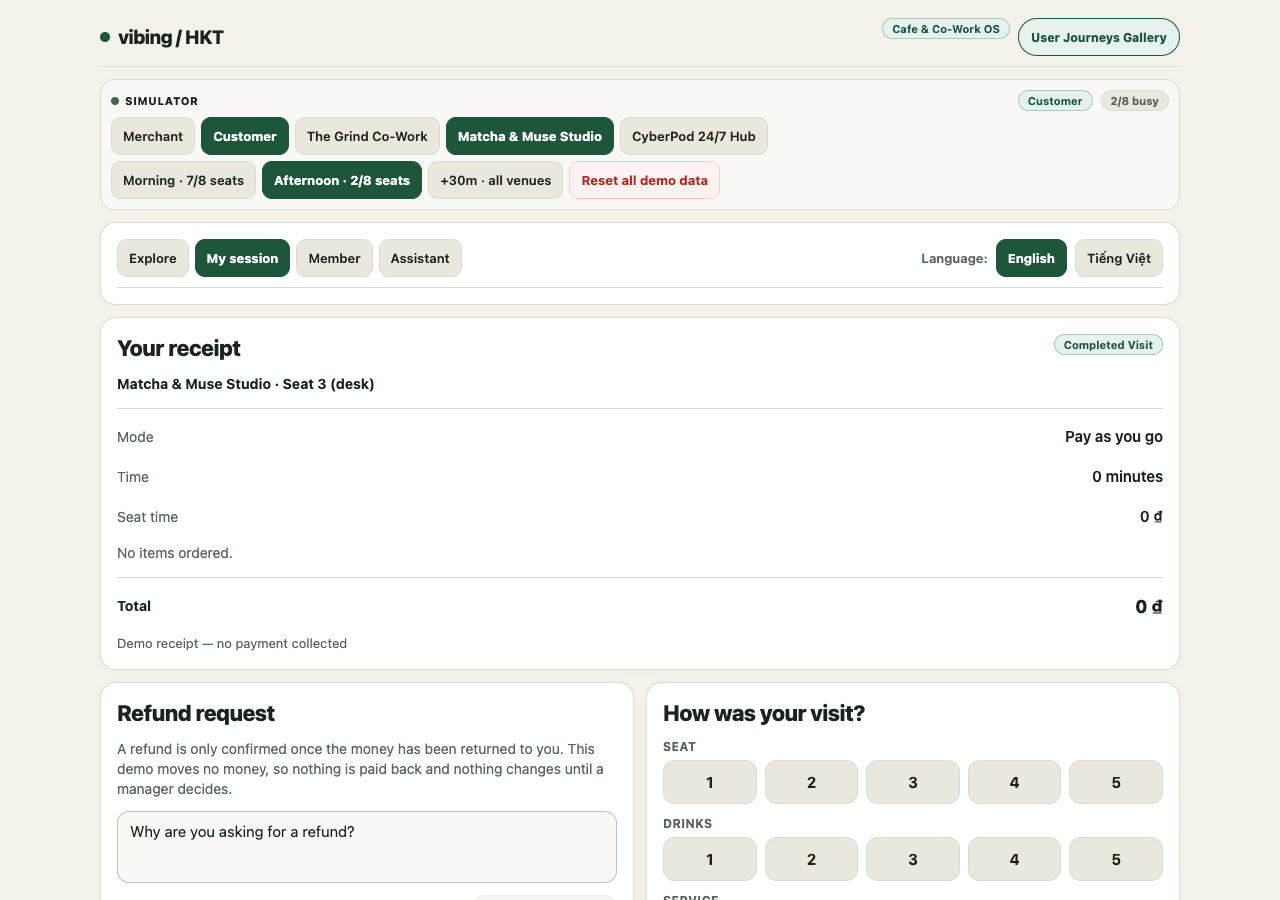 vibing / HKT
Cafe & Co-Work OS
User Journeys Gallery
SIMULATOR
Customer
2/8 busy
Merchant
Customer
The Grind Co-Work
Matcha & Muse Studio
CyberPod 24/7 Hub
Morning · 7/8 seats
Afternoon · 2/8 seats
+30m · all venues
Reset all demo data
Explore
My session
Member
Assistant
Language:
English
Tiếng Việt
Your receipt
Completed Visit
Matcha & Muse Studio · Seat 3 (desk)
Mode
Pay as you go
Time
0 minutes
Seat time
0 ₫
No items ordered.
Total
0 ₫
Demo receipt — no payment collected
Refund request
A refund is only confirmed once the money has been returned to you. This
demo moves no money, so nothing is paid back and nothing changes until a
manager decides.
Why are you asking for a refund?
How was your visit?
SEAT
1
2
3
4
5
DRINKS
1
2
3
4
5
SERVICE